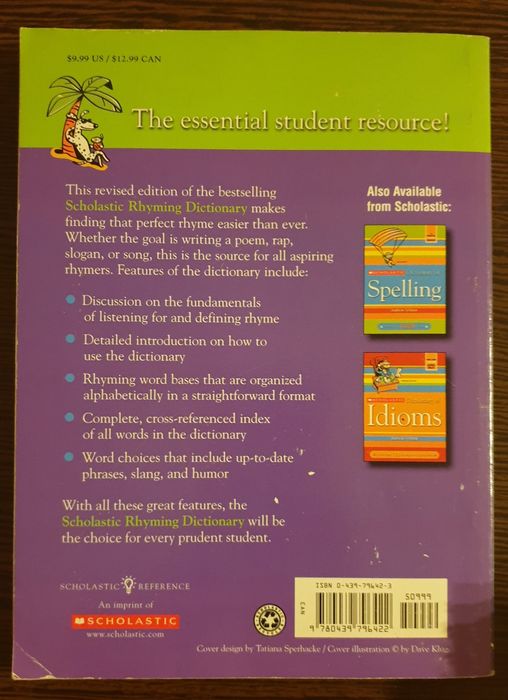 $9.99 US / $12.99 CAN
The essential student resource!
This revised edition of the bestselling
Scholastic Rhyming Dictionary makes
finding that perfect rhyme easier than ever.
Whether the goal is writing a poem, rap,
slogan, or song, this is the source for all aspiring
rhymers. Features of the dictionary include:
Discussion on the fundamentals
of listening for and defining rhyme
Detailed introduction on how to
use the dictionary
Rhyming word bases that are organized
alphabetically in a straightforward format
Complete, cross-referenced index
of all words in the dictionary
Word choices that include up-to-date
phrases, slang, and humor
With all these great features, the
Scholastic Rhyming Dictionary will be
the choice for every prudent student.
Also Available
from Scholastic:
SCHOLASTIC
Spelling
SCHOLASTIC
Idioms
SCHOLASTIC REFERENCE
An imprint of
SCHOLASTIC
www.scholastic.com
ISBN 0-439-79642-3
50999
CAN
9 780439 796422
Cover design by Tatiana Sperhacke / Cover illustration © by Dave Klug